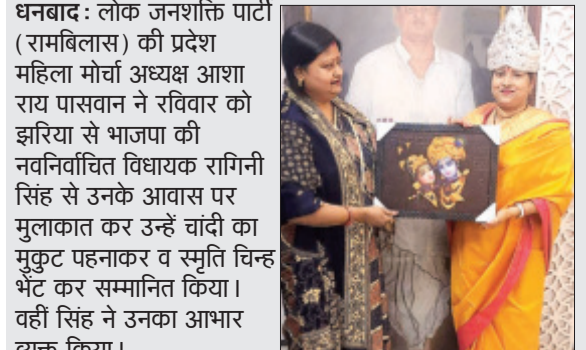 धनबाद: लोक जनशक्ति पार्टी
(रामबिलास) की प्रदेश
महिला मोर्चा अध्यक्ष आशा
राय पासवान ने रविवार को
झरिया से भाजपा की
नवनिर्वाचित विधायक रागिनी
सिंह से उनके आवास पर
मुलाकात कर उन्हें चांदी का
मुकुट पहनाकर व स्मृति चिन्ह
भेंट कर सम्मानित किया।
वहीं सिंह ने उनका आभार
व्यक्त किया।